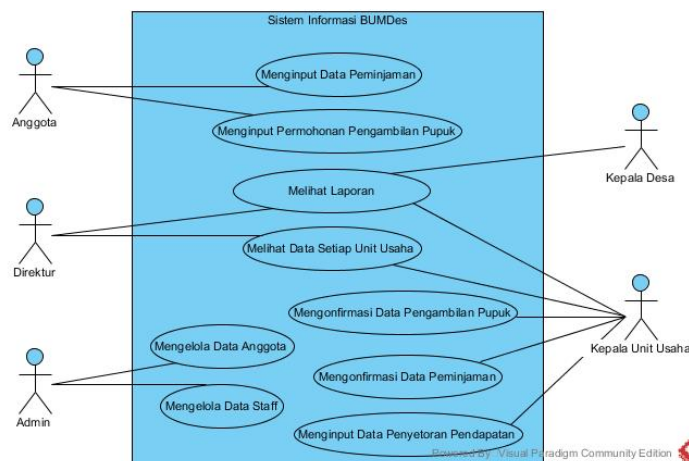 Sistem Informasi BUMDes
Menginput Data Peminjaman
Anggota
Menginput Permohonan Pengambilan Pupuk
Melihat Laporan
Kepala Desa
Melihat Data Setiap Unit Usaha
Direktur
Mengonfirmasi Data Pengambilan Pupuk
Mengelola Data Anggota
Kepala Unit Usaha
Mengonfirmasi Data Peminjaman
Mengelola Data Staff
Admin
Menginput Data Penyetoran Pendapatan
Powered By Visual Paradigm Community Edition